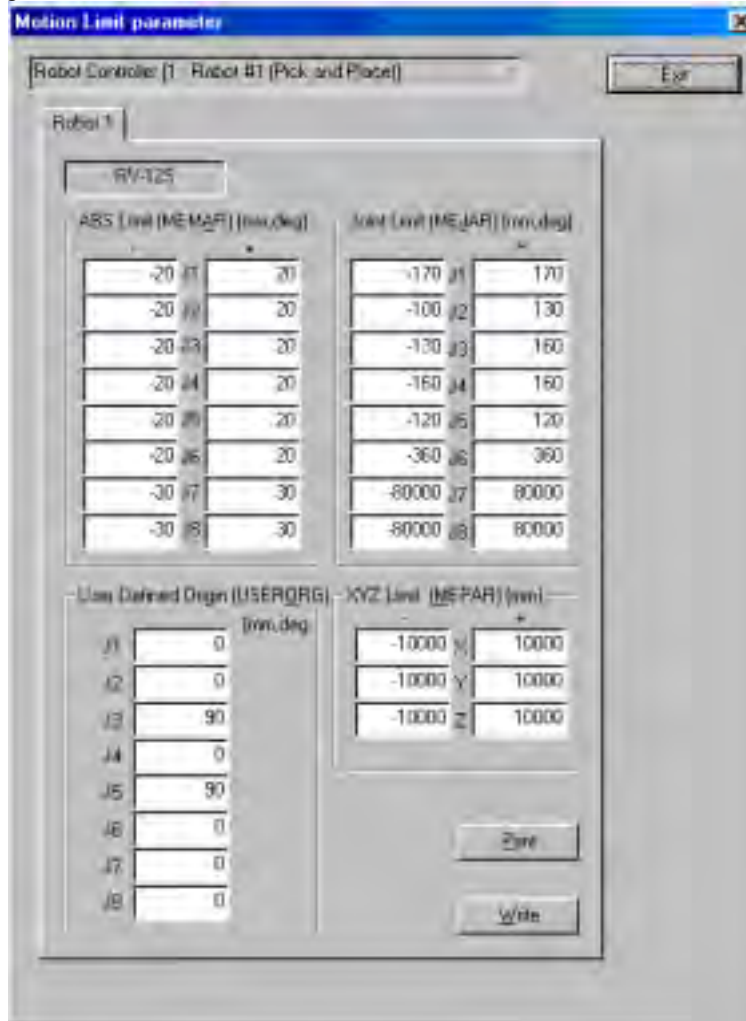 Motion Limit parameter
Robot Controller [1 : Robot #1 (Pick and Place)]
Exit
Robot 1
RV-12S
ABS Limit (MEMAR) (mm,deg)
- +
-20 J1 20
-20 J2 20
-20 J3 20
-20 J4 20
-20 J5 20
-20 J6 20
-30 J7 30
-30 J8 30
Joint Limit (MEJAR) (mm,deg)
- +
-170 J1 170
-100 J2 130
-130 J3 160
-160 J4 160
-120 J5 120
-360 J6 360
-80000 J7 80000
-80000 J8 80000
User Defined Origin (USERORG)
(mm,deg
J1 0
J2 0
J3 90
J4 0
J5 90
J6 0
J7 0
J8 0
XYZ Limit (MEPAR) (mm)
- +
-10000 X 10000
-10000 Y 10000
-10000 Z 10000
Print
Write